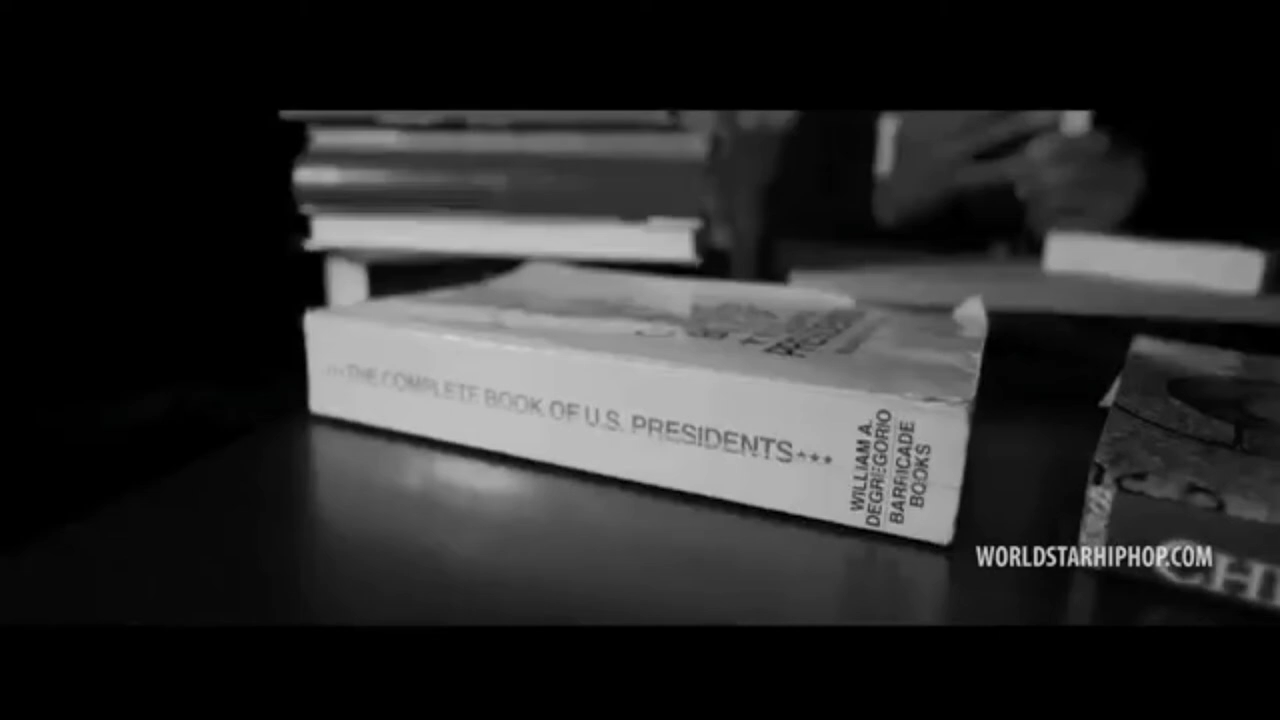 ***THE COMPLETE BOOK OF U.S. PRESIDENTS***
WILLIAM A.
DEGREGORIO
BARRICADE
BOOKS
WORLDSTARHIPHOP.COM